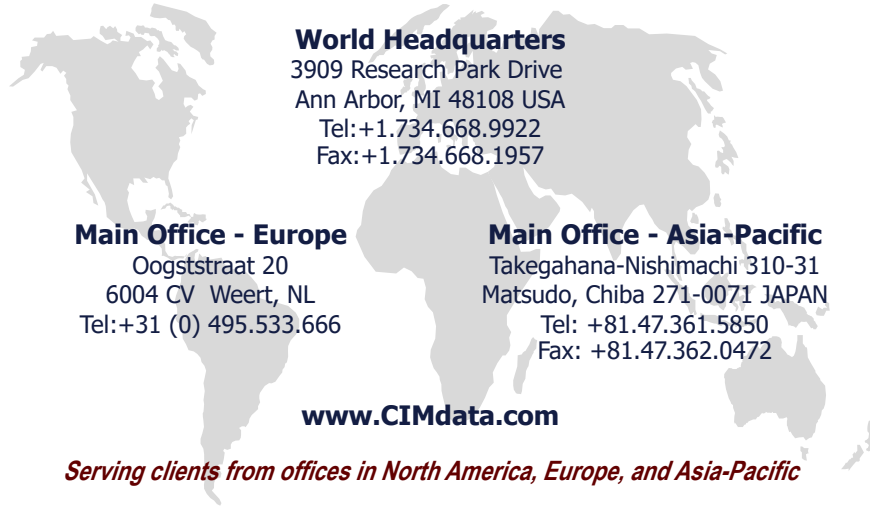 World Headquarters
3909 Research Park Drive
Ann Arbor, MI 48108 USA
Tel:+1.734.668.9922
Fax:+1.734.668.1957
Main Office - Europe
Oogststraat 20
6004 CV  Weert, NL
Tel:+31 (0) 495.533.666
Main Office - Asia-Pacific
Takegahana-Nishimachi 310-31
Matsudo, Chiba 271-0071 JAPAN
Tel: +81.47.361.5850
Fax: +81.47.362.0472
www.CIMdata.com
Serving clients from offices in North America, Europe, and Asia-Pacific